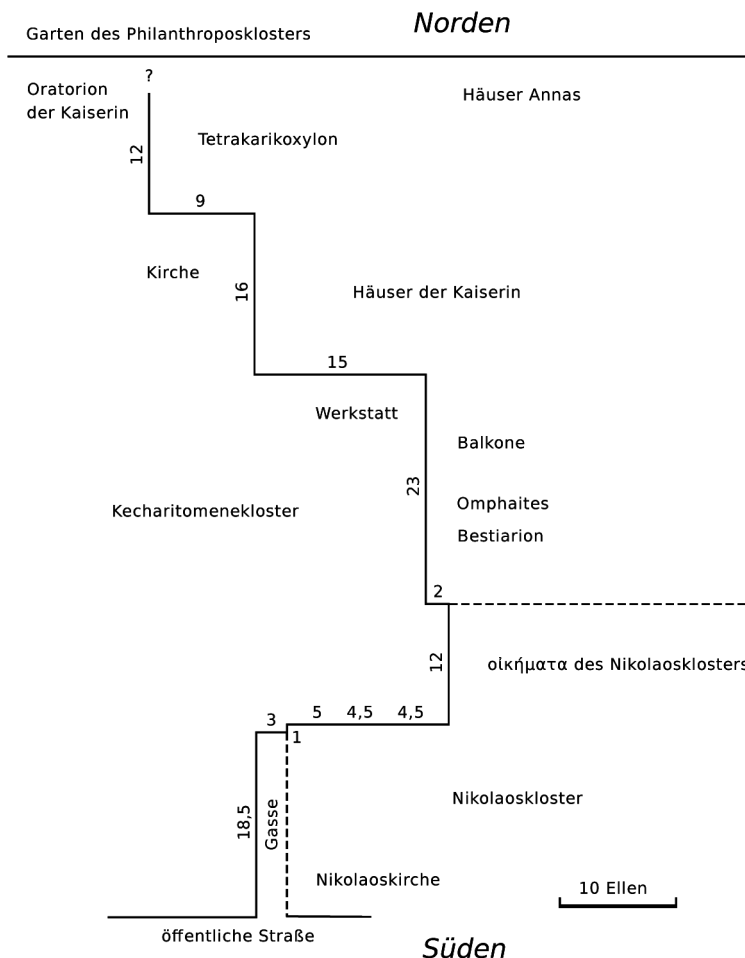 Norden
Garten des Philanthroposklosters
?
Oratorion
der Kaiserin
Häuser Annas
12
Tetrakarikoxylon
9
Kirche
16
Häuser der Kaiserin
15
Werkstatt
Balkone
23
Omphaites
Kecharitomenekloster
Bestiarion
2
12
οἰκήματα des Nikolaosklosters
3
5 4,5 4,5
1
18,5
Gasse
Nikolaoskloster
Nikolaoskirche
10 Ellen
öffentliche Straße
Süden